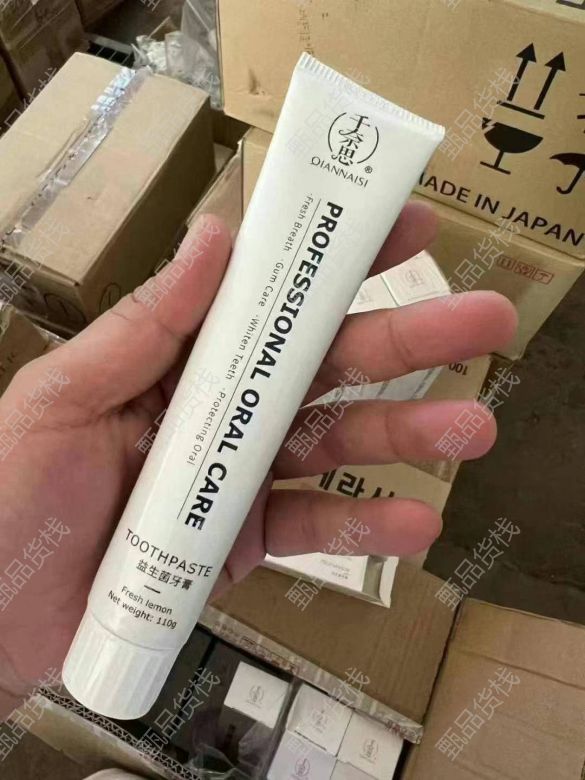 千奈思
QIANNAISI
®
PROFESSIONAL ORAL CARE
·Fresh Breath ·Gum Care ·Whiten Teeth ·Protecting Oral
TOOTHPASTE
益生菌牙膏
Fresh lemon
Net weight: 110g
MADE IN JAPAN
100
甄品货栈